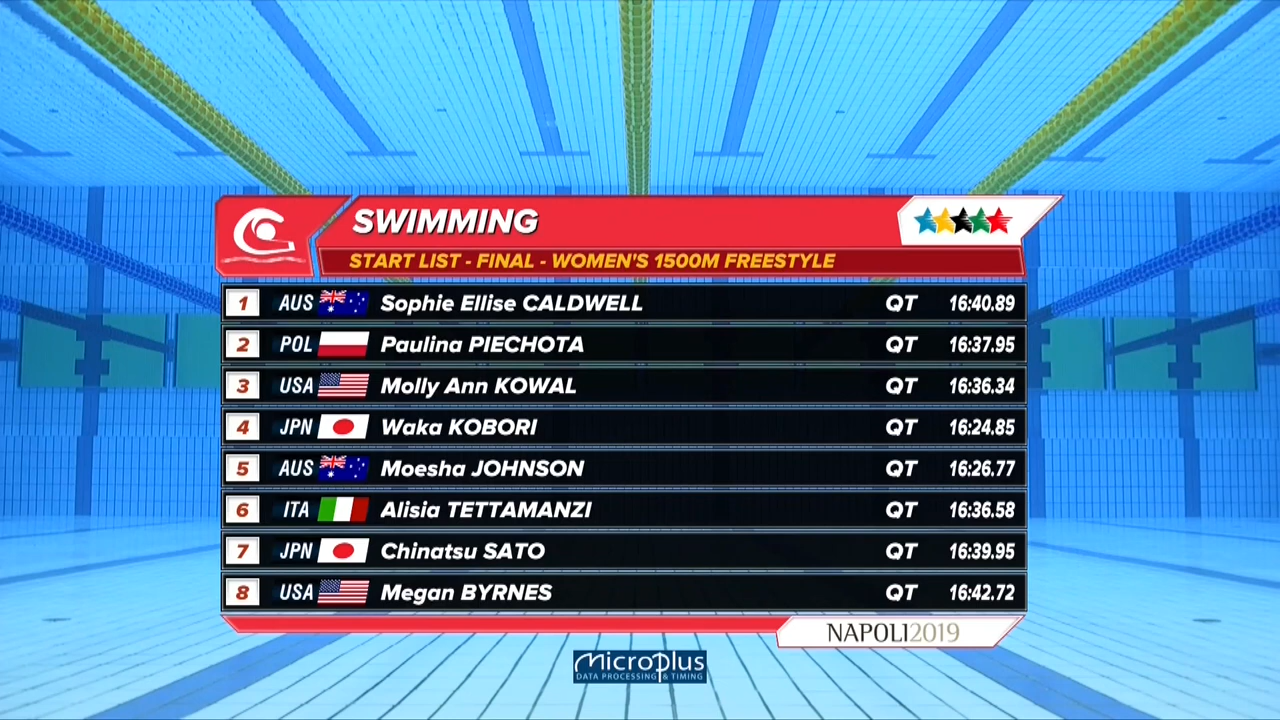 SWIMMING
START LIST - FINAL - WOMEN'S 1500M FREESTYLE
1 AUS Sophie Ellise CALDWELL QT 16:40.89
2 POL Paulina PIECHOTA QT 16:37.95
3 USA Molly Ann KOWAL QT 16:36.34
4 JPN Waka KOBORI QT 16:24.85
5 AUS Moesha JOHNSON QT 16:26.77
6 ITA Alisia TETTAMANZI QT 16:36.58
7 JPN Chinatsu SATO QT 16:39.95
8 USA Megan BYRNES QT 16:42.72
NAPOLI2019
Microplus
DATA PROCESSING & TIMING